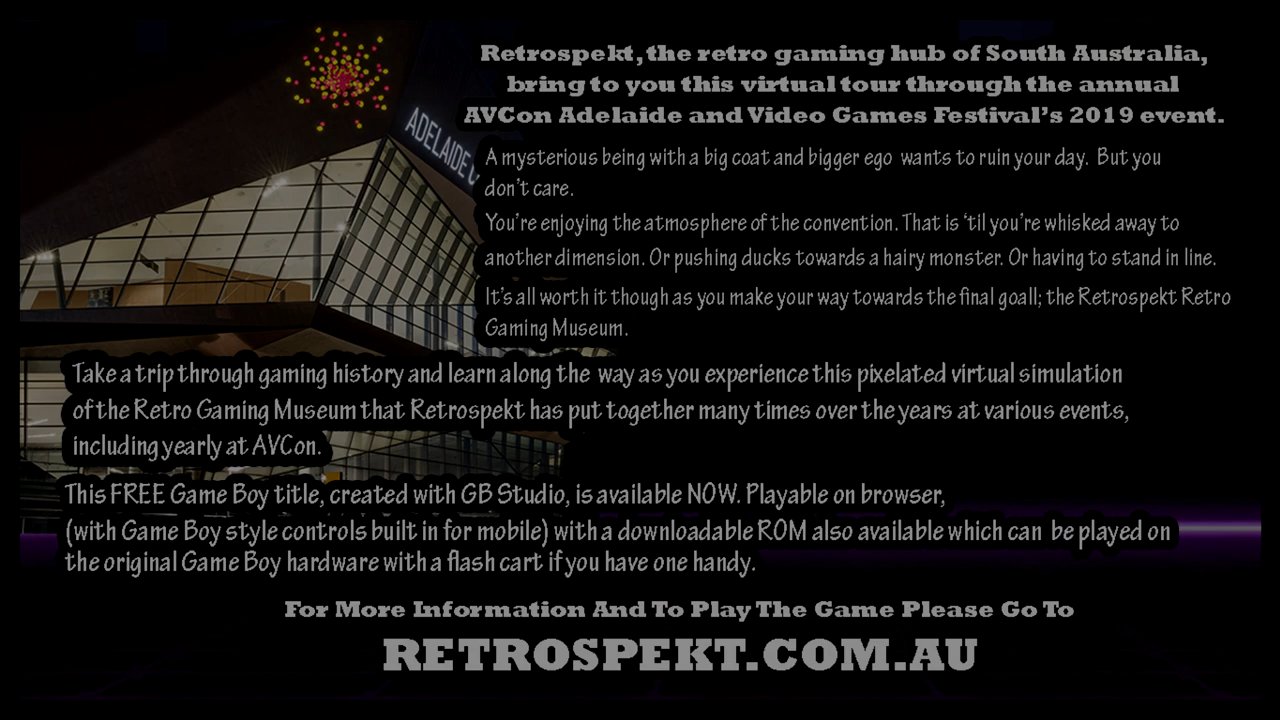 ADELAIDE
Retrospekt, the retro gaming hub of South Australia,
bring to you this virtual tour through the annual
AVCon Adelaide and Video Games Festival's 2019 event.
A mysterious being with a big coat and bigger ego wants to ruin your day. But you
don't care.
You're enjoying the atmosphere of the convention. That is 'til you're whisked away to
another dimension. Or pushing ducks towards a hairy monster. Or having to stand in line.
It's all worth it though as you make your way towards the final goall; the Retrospekt Retro
Gaming Museum.
Take a trip through gaming history and learn along the way as you experience this pixelated virtual simulation
of the Retro Gaming Museum that Retrospekt has put together many times over the years at various events,
including yearly at AVCon.
This FREE Game Boy title, created with GB Studio, is available NOW. Playable on browser,
(with Game Boy style controls built in for mobile) with a downloadable ROM also available which can be played on
the original Game Boy hardware with a flash cart if you have one handy.
For More Information And To Play The Game Please Go To
RETROSPEKT.COM.AU